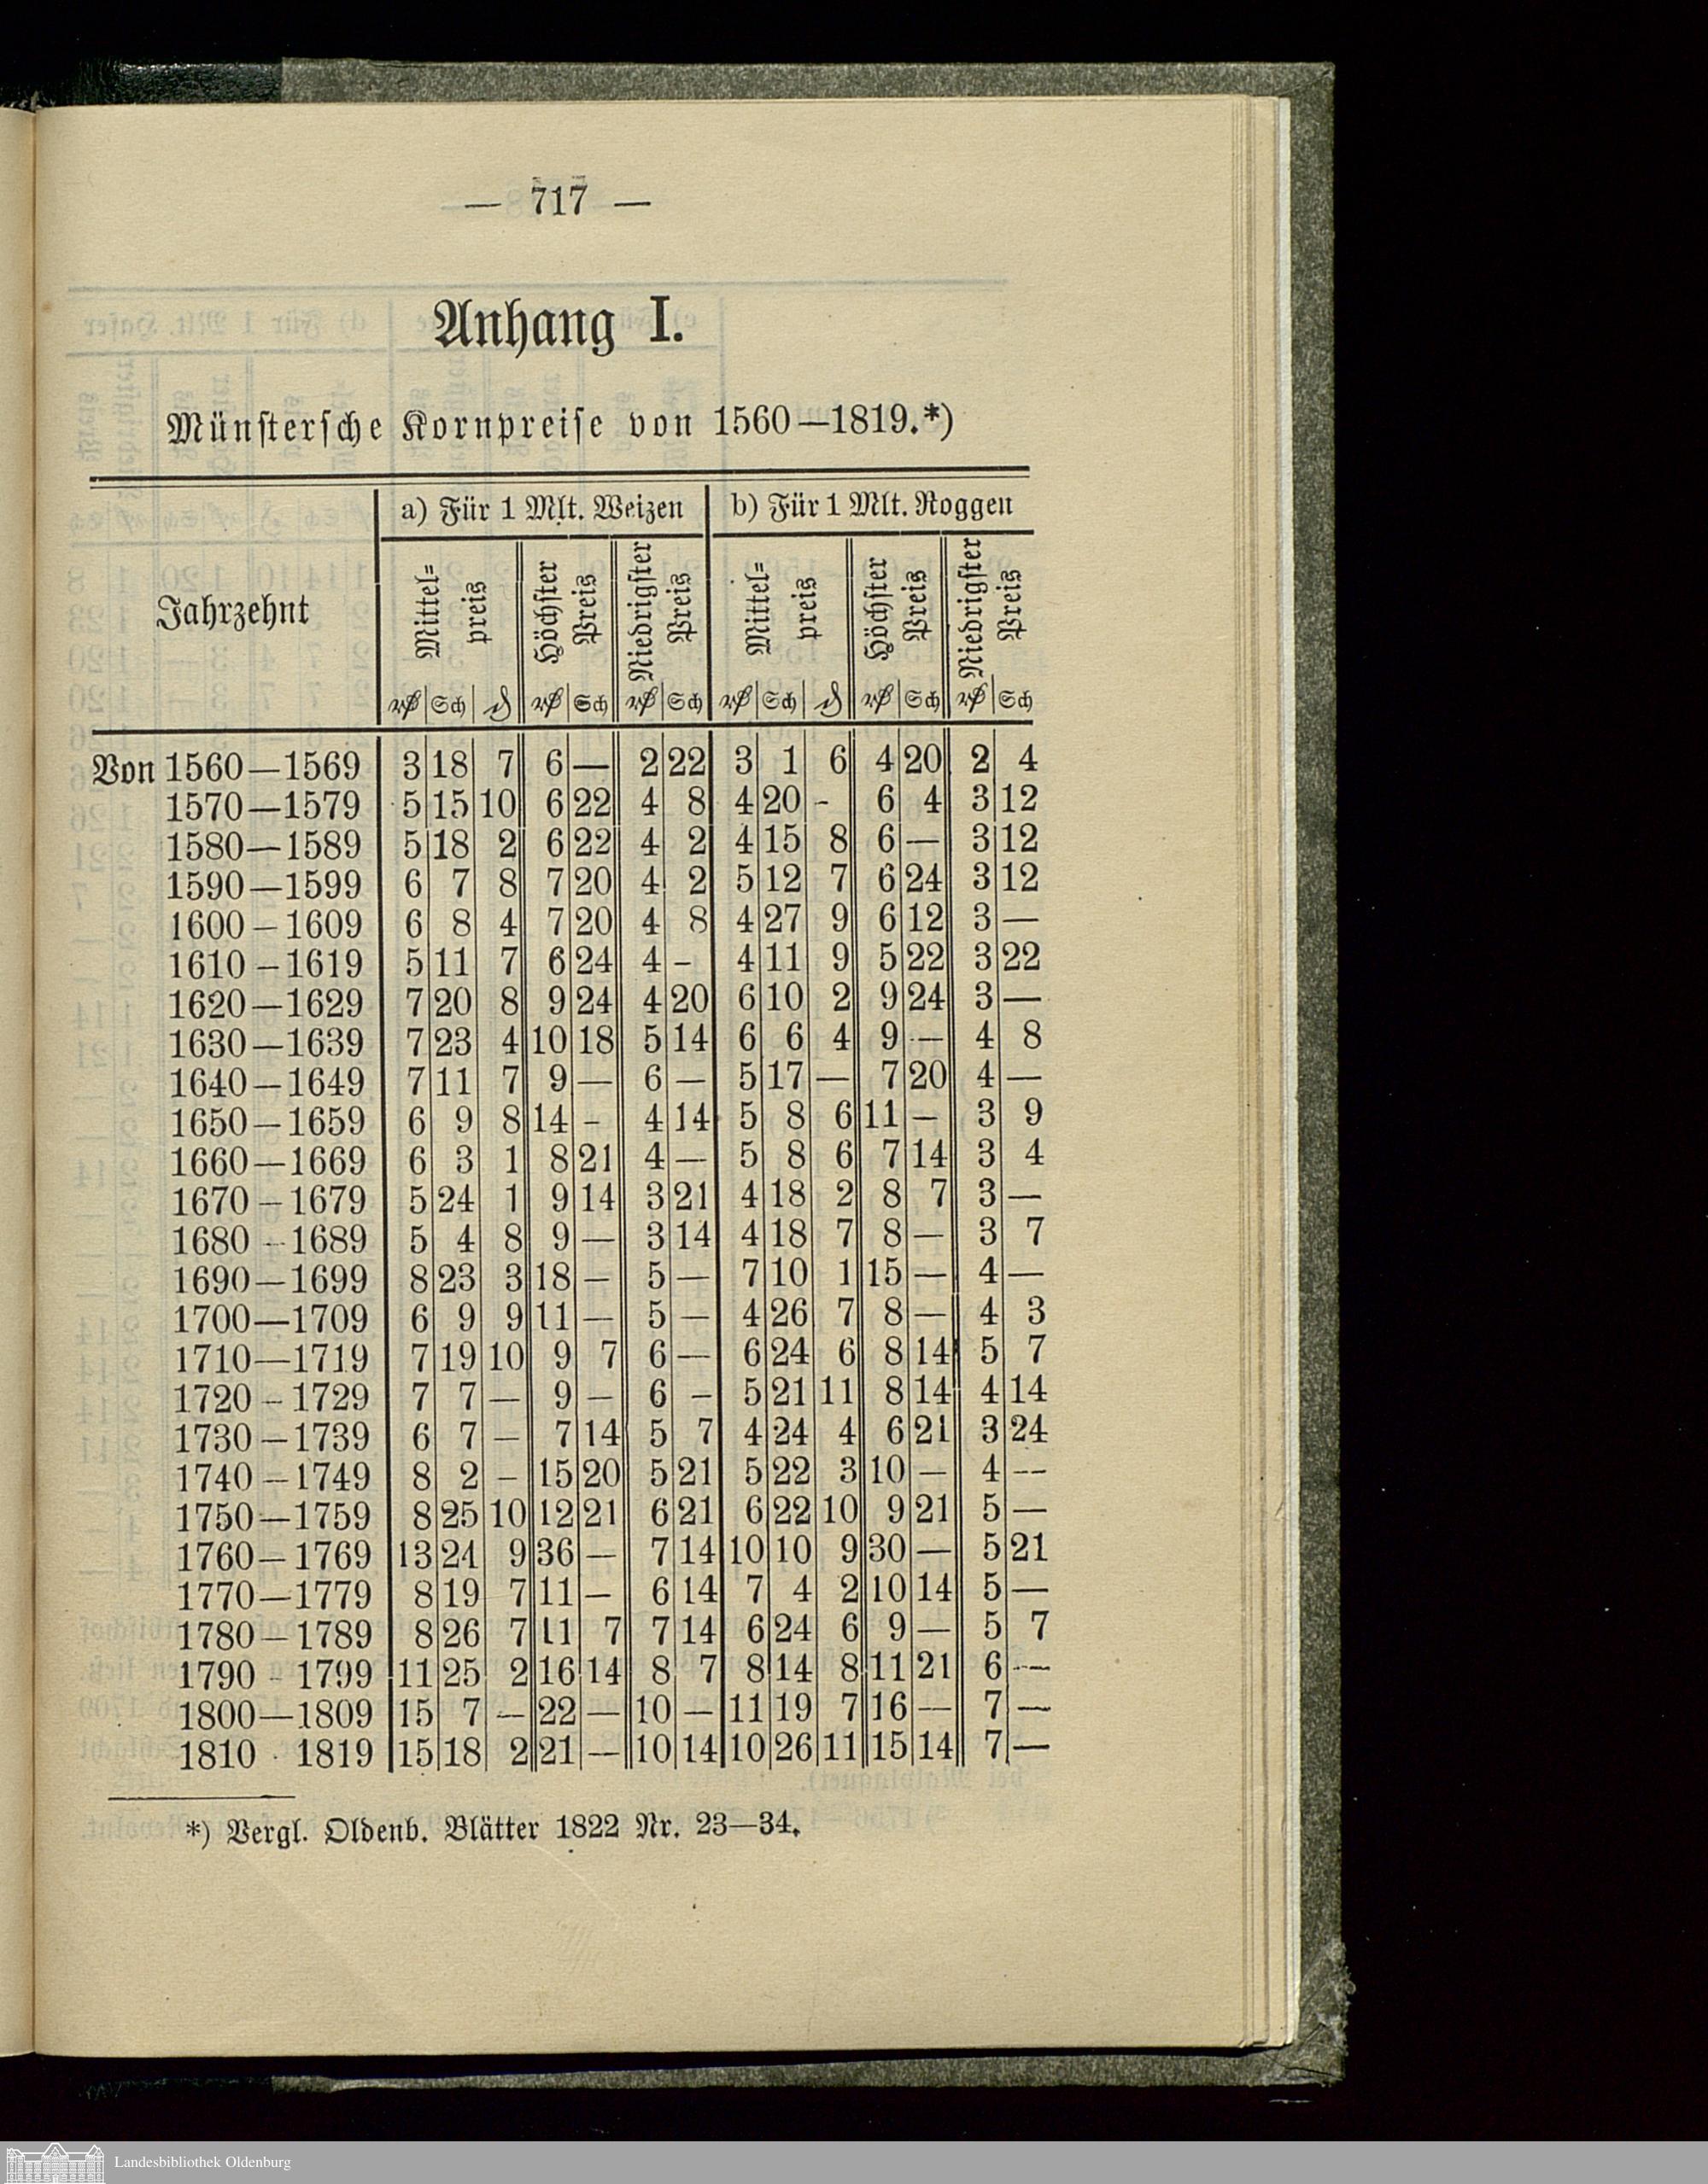 — 717 —
Anhang I.
Münstersche Kornpreise von 1560—1819.*)
Jahrzehnt | a) Für 1 Mlt. Weizen | b) Für 1 Mlt. Roggen
Mittel=preis | Höchster Preis | Niedrigster Preis | Mittel=preis | Höchster Preis | Niedrigster Preis
Sch | Sch | Sch | Sch | Sch | Sch
Von 1560—1569 3 18 7 6 — 2 22 3 1 6 4 20 2 4
1570—1579 5 15 10 6 22 4 8 4 20 - 6 4 3 12
1580—1589 5 18 2 6 22 4 2 4 15 8 6 — 3 12
1590—1599 6 7 8 7 20 4 2 5 12 7 6 24 3 12
1600—1609 6 8 4 7 20 4 8 4 27 9 6 12 3 —
1610—1619 5 11 7 6 24 4 - 4 11 9 5 22 3 22
1620—1629 7 20 8 9 24 4 20 6 10 2 9 24 3 —
1630—1639 7 23 4 10 18 5 14 6 6 4 9 — 4 8
1640—1649 7 11 7 9 — 6 — 5 17 — 7 20 4 —
1650—1659 6 9 8 14 - 4 14 5 8 6 11 — 3 9
1660—1669 6 3 1 8 21 4 — 5 8 6 7 14 3 4
1670—1679 5 24 1 9 14 3 21 4 18 2 8 7 3 —
1680—1689 5 4 8 9 — 3 14 4 18 7 8 — 3 7
1690—1699 8 23 3 18 — 5 — 7 10 1 15 — 4 —
1700—1709 6 9 9 11 — 5 — 4 26 7 8 — 4 3
1710—1719 7 19 10 9 7 6 — 6 24 6 8 14 5 7
1720—1729 7 7 — 9 — 6 — 5 21 11 8 14 4 14
1730—1739 6 7 — 7 14 5 7 4 24 4 6 21 3 24
1740—1749 8 2 — 15 20 5 21 5 22 3 10 — 4 —
1750—1759 8 25 10 12 21 6 21 6 22 10 9 21 5 —
1760—1769 13 24 9 36 — 7 14 10 10 9 30 — 5 21
1770—1779 8 19 7 11 — 6 14 7 4 2 10 14 5 —
1780—1789 8 26 7 11 7 7 14 6 24 6 9 — 5 7
1790-1799 11 25 2 16 14 8 7 8 14 8 11 21 6 —
1800—1809 15 7 — 22 — 10 — 11 19 7 16 — 7 —
1810 1819 15 18 2 21 — 10 14 10 26 11 15 14 7 —
*) Vergl. Oldenb. Blätter 1822 Nr. 23—34.
Landesbibliothek Oldenburg